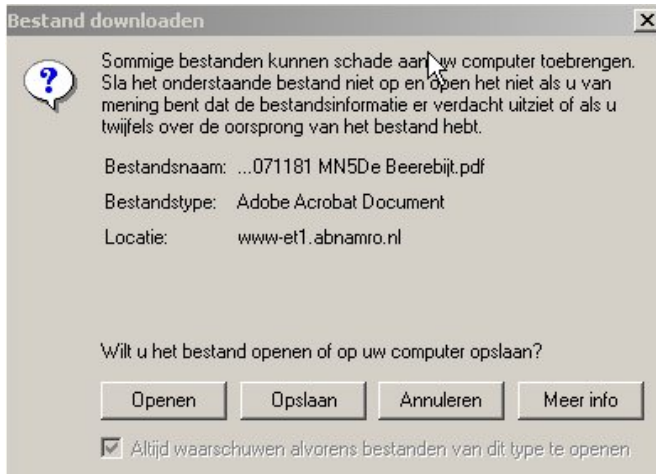 Bestand downloaden
Sommige bestanden kunnen schade aan uw computer toebrengen.
Sla het onderstaande bestand niet op en open het niet als u van
mening bent dat de bestandsinformatie er verdacht uitziet of als u
twijfels over de oorsprong van het bestand hebt.
Bestandsnaam: ...071181 MN5De Beerebijt.pdf
Bestandstype: Adobe Acrobat Document
Locatie: www-et1.abnamro.nl
Wilt u het bestand openen of op uw computer opslaan?
Openen Opslaan Annuleren Meer info
Altijd waarschuwen alvorens bestanden van dit type te openen